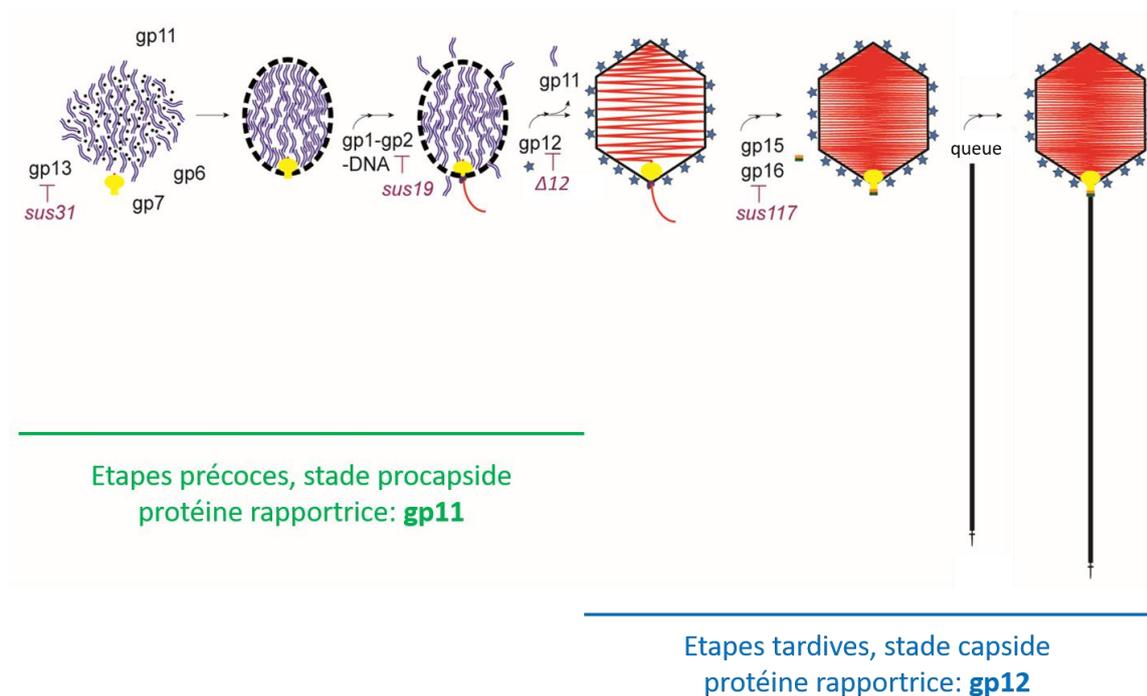 gp11
gp13
sus31
gp7
gp6
gp1-gp2
-DNA
sus19
gp11
gp12
Δ12
gp15
gp16
sus117
queue
Etapes précoces, stade procapside
protéine rapportrice: gp11
Etapes tardives, stade capside
protéine rapportrice: gp12